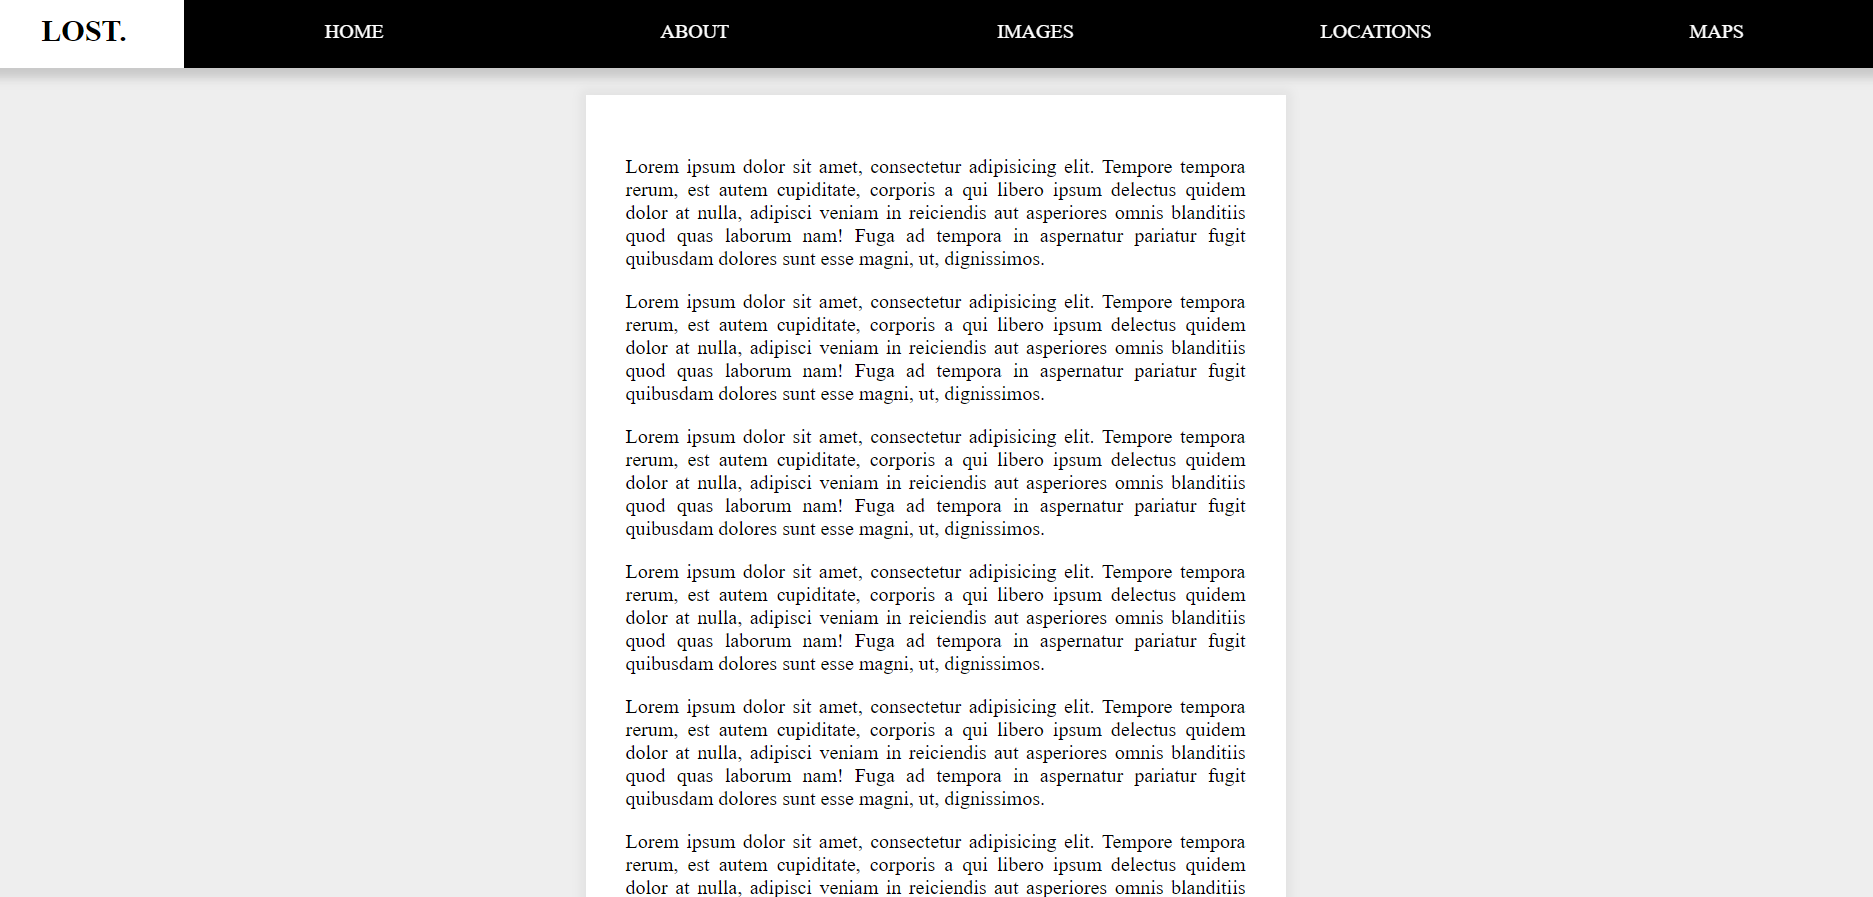 LOST. HOME ABOUT IMAGES LOCATIONS MAPS
Lorem ipsum dolor sit amet, consectetur adipisicing elit. Tempore tempora
rerum, est autem cupiditate, corporis a qui libero ipsum delectus quidem
dolor at nulla, adipisci veniam in reiciendis aut asperiores omnis blanditiis
quod quas laborum nam! Fuga ad tempora in aspernatur pariatur fugit
quibusdam dolores sunt esse magni, ut, dignissimos.
Lorem ipsum dolor sit amet, consectetur adipisicing elit. Tempore tempora
rerum, est autem cupiditate, corporis a qui libero ipsum delectus quidem
dolor at nulla, adipisci veniam in reiciendis aut asperiores omnis blanditiis
quod quas laborum nam! Fuga ad tempora in aspernatur pariatur fugit
quibusdam dolores sunt esse magni, ut, dignissimos.
Lorem ipsum dolor sit amet, consectetur adipisicing elit. Tempore tempora
rerum, est autem cupiditate, corporis a qui libero ipsum delectus quidem
dolor at nulla, adipisci veniam in reiciendis aut asperiores omnis blanditiis
quod quas laborum nam! Fuga ad tempora in aspernatur pariatur fugit
quibusdam dolores sunt esse magni, ut, dignissimos.
Lorem ipsum dolor sit amet, consectetur adipisicing elit. Tempore tempora
rerum, est autem cupiditate, corporis a qui libero ipsum delectus quidem
dolor at nulla, adipisci veniam in reiciendis aut asperiores omnis blanditiis
quod quas laborum nam! Fuga ad tempora in aspernatur pariatur fugit
quibusdam dolores sunt esse magni, ut, dignissimos.
Lorem ipsum dolor sit amet, consectetur adipisicing elit. Tempore tempora
rerum, est autem cupiditate, corporis a qui libero ipsum delectus quidem
dolor at nulla, adipisci veniam in reiciendis aut asperiores omnis blanditiis
quod quas laborum nam! Fuga ad tempora in aspernatur pariatur fugit
quibusdam dolores sunt esse magni, ut, dignissimos.
Lorem ipsum dolor sit amet, consectetur adipisicing elit. Tempore tempora
rerum, est autem cupiditate, corporis a qui libero ipsum delectus quidem
dolor at nulla, adipisci veniam in reiciendis aut asperiores omnis blanditiis